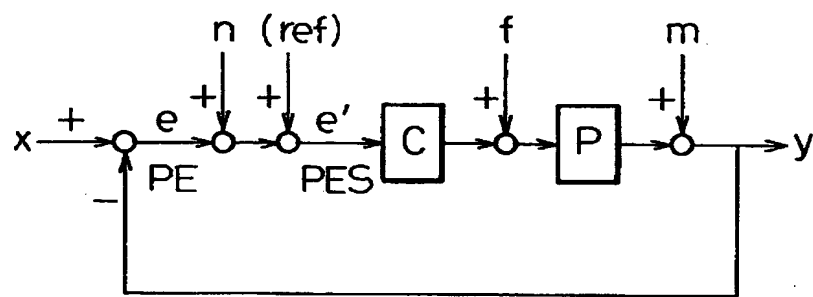 n (ref) f m
+ + + +
x + e e' C P y
PE PES
−